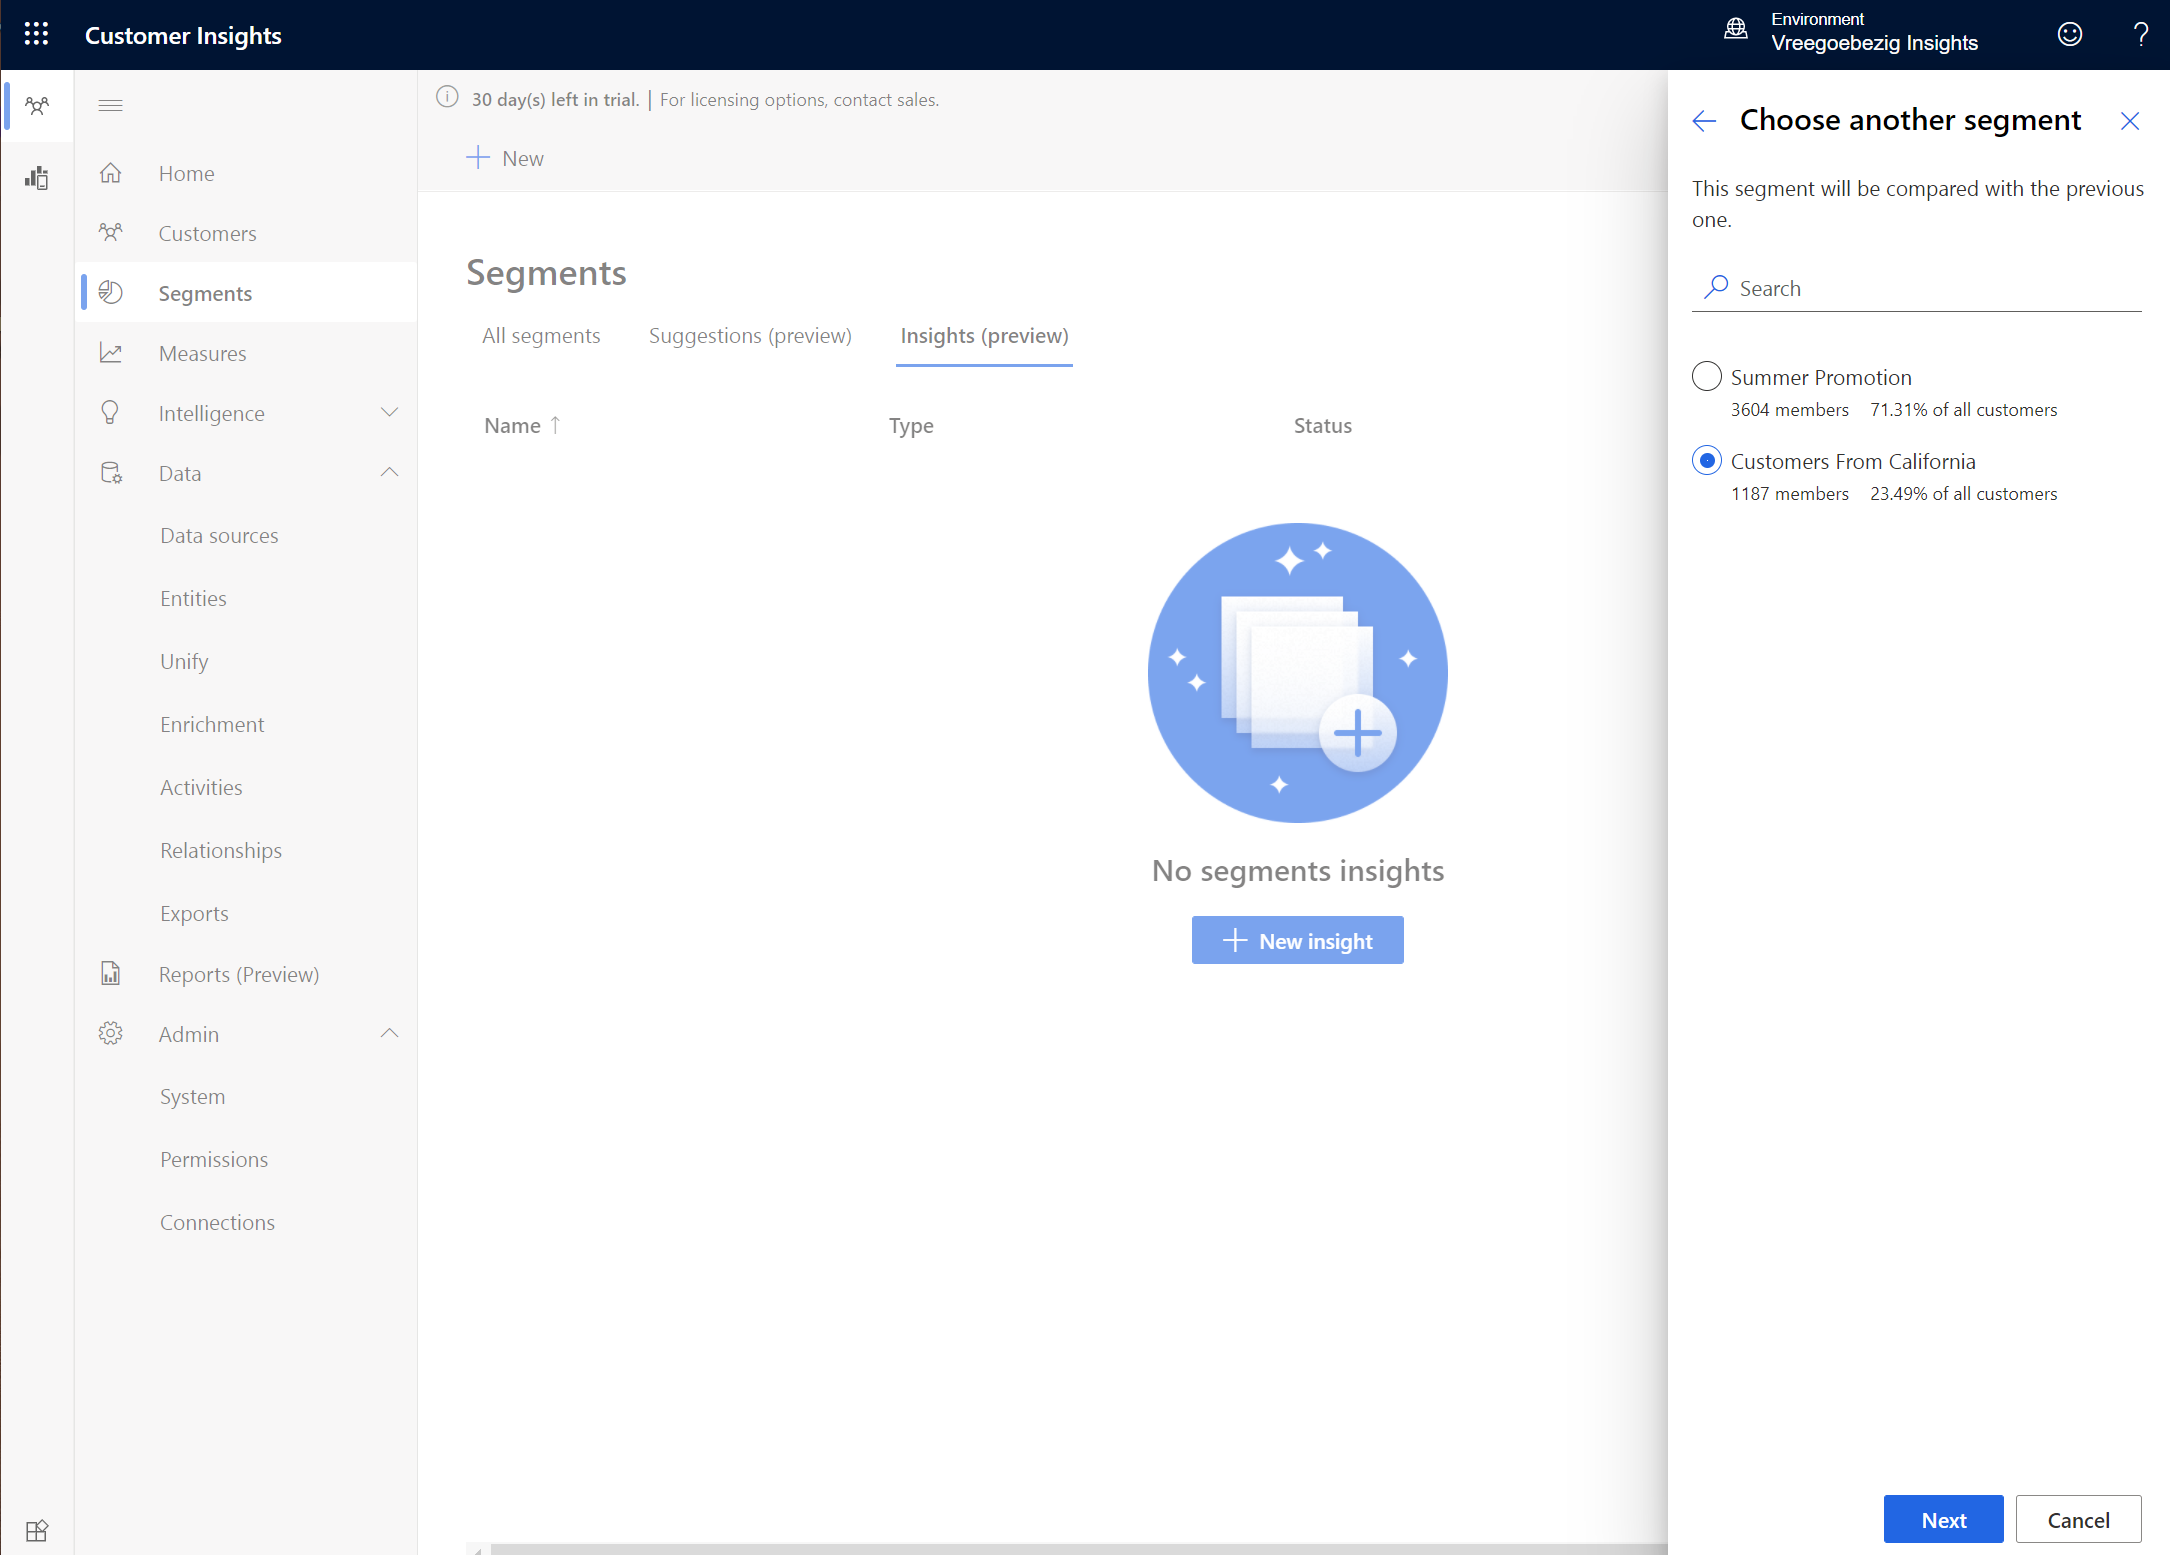 Customer Insights
Environment
Vreegoebezig Insights
?
30 day(s) left in trial. | For licensing options, contact sales.
New
Home
Customers
Segments
Measures
Intelligence
Data
Data sources
Entities
Unify
Enrichment
Activities
Relationships
Exports
Reports (Preview)
Admin
System
Permissions
Connections
Segments
All segments
Suggestions (preview)
Insights (preview)
Name ↑
Type
Status
No segments insights
New insight
Choose another segment
This segment will be compared with the previous
one.
Search
Summer Promotion
3604 members 71.31% of all customers
Customers From California
1187 members 23.49% of all customers
Next
Cancel